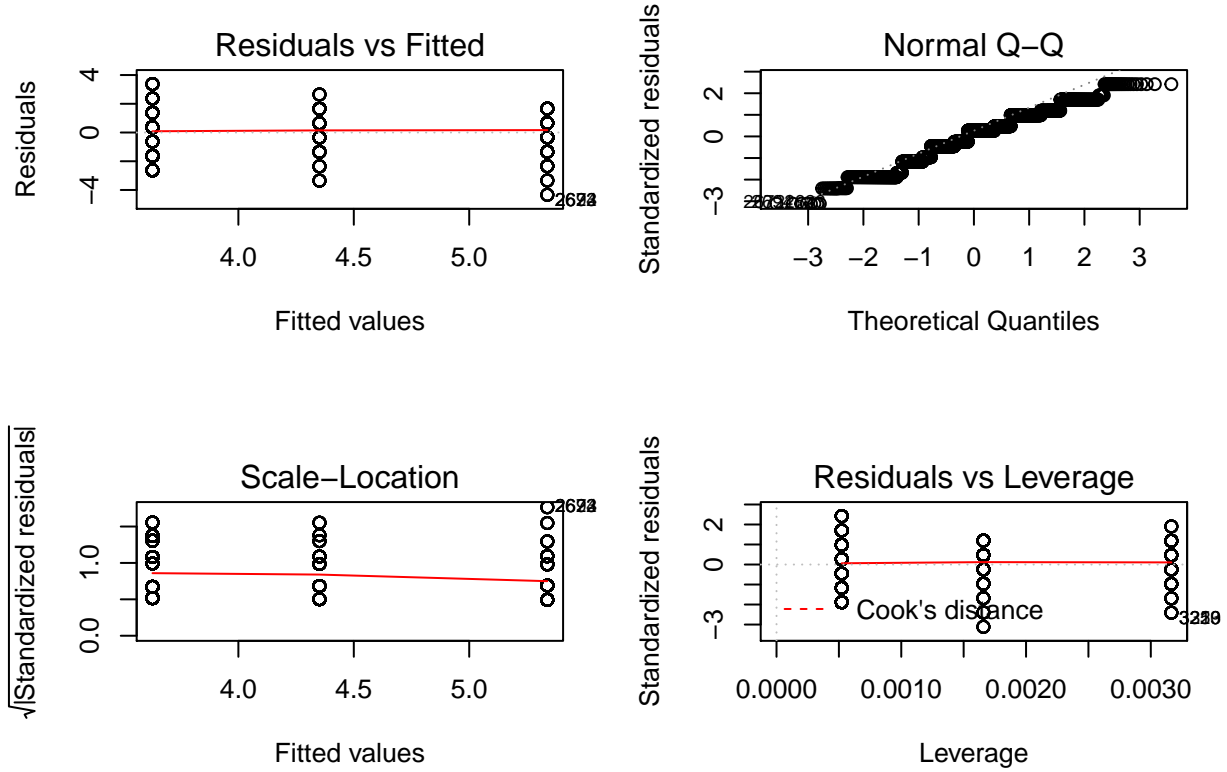 Residuals vs Fitted
Residuals
4
0
−4
4.0 4.5 5.0
Fitted values
Normal Q−Q
Standardized residuals
2
0
−3
−3 −2 −1 0 1 2 3
Theoretical Quantiles
Scale−Location
√|Standardized residuals|
1.0
0.0
4.0 4.5 5.0
Fitted values
Residuals vs Leverage
Standardized residuals
2
0
−3
Cook's distance
0.0000 0.0010 0.0020 0.0030
Leverage